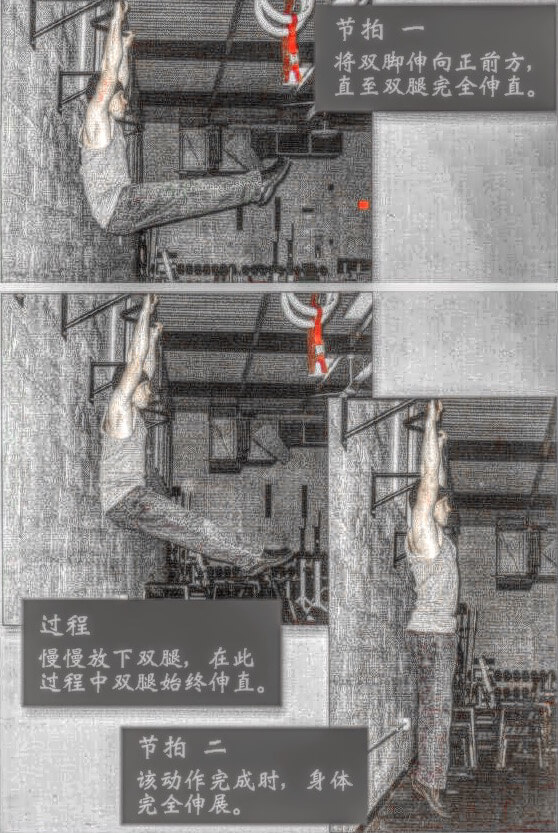 节拍 一
将双脚伸向正前方，
直至双腿完全伸直。
过程
慢慢放下双腿，在此
过程中双腿始终伸直。
节拍 二
该动作完成时，身体
完全伸展。